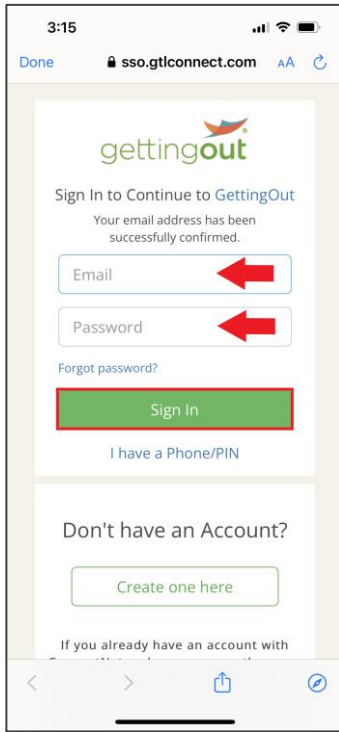 3:15
Done sso.gtlconnect.com AA
gettingout
Sign In to Continue to GettingOut
Your email address has been
successfully confirmed.
Email
Password
Forgot password?
Sign In
I have a Phone/PIN
Don't have an Account?
Create one here
If you already have an account with